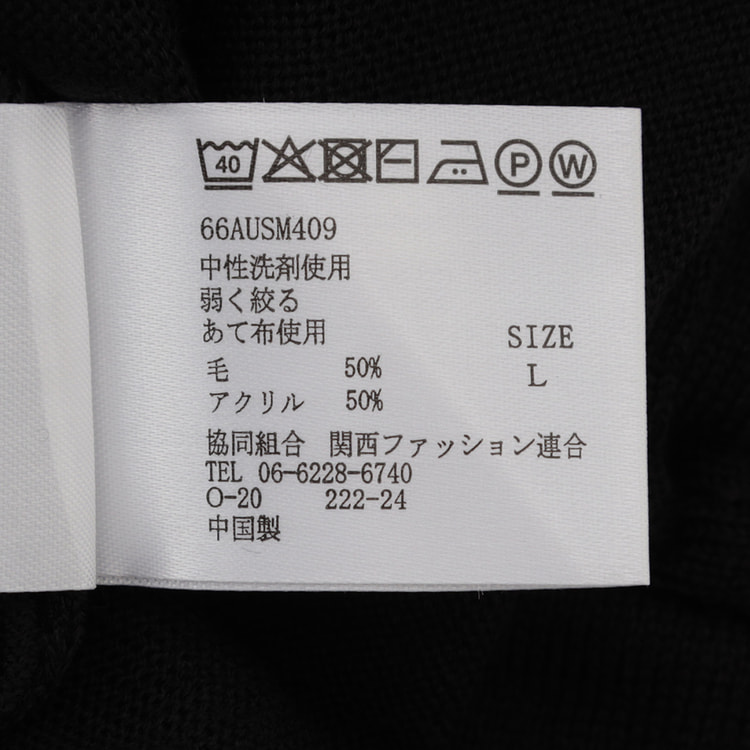 40 P W
66AUSM409
中性洗剤使用
弱く絞る
あて布使用
SIZE
L
毛 50%
アクリル 50%
協同組合 関西ファッション連合
TEL 06-6228-6740
O-20 222-24
中国製